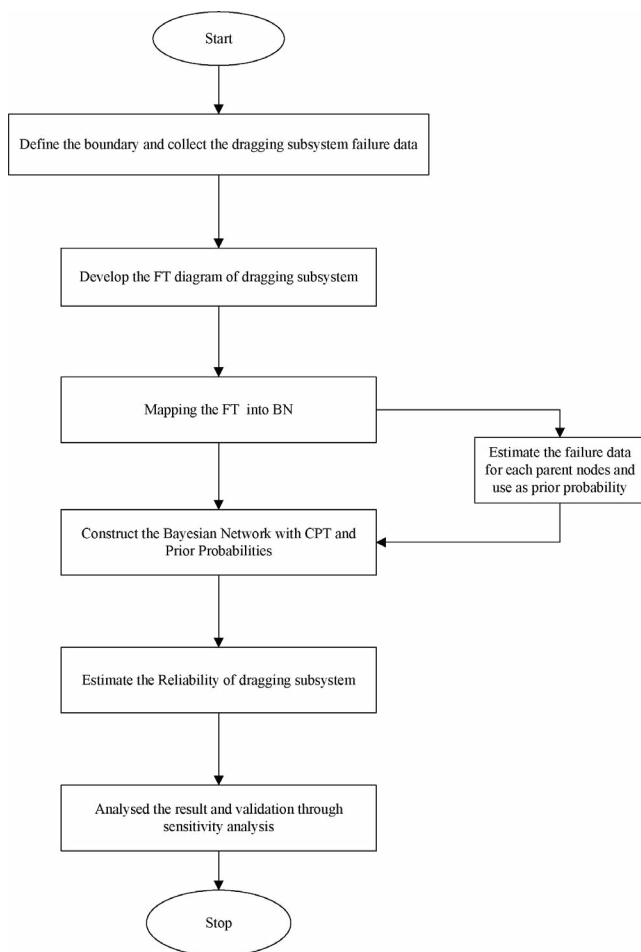 Start
Define the boundary and collect the dragging subsystem failure data
Develop the FT diagram of dragging subsystem
Mapping the FT into BN
Estimate the failure data
for each parent nodes and
use as prior probability
Construct the Bayesian Network with CPT and
Prior Probabilities
Estimate the Reliability of dragging subsystem
Analysed the result and validation through
sensitivity analysis
Stop